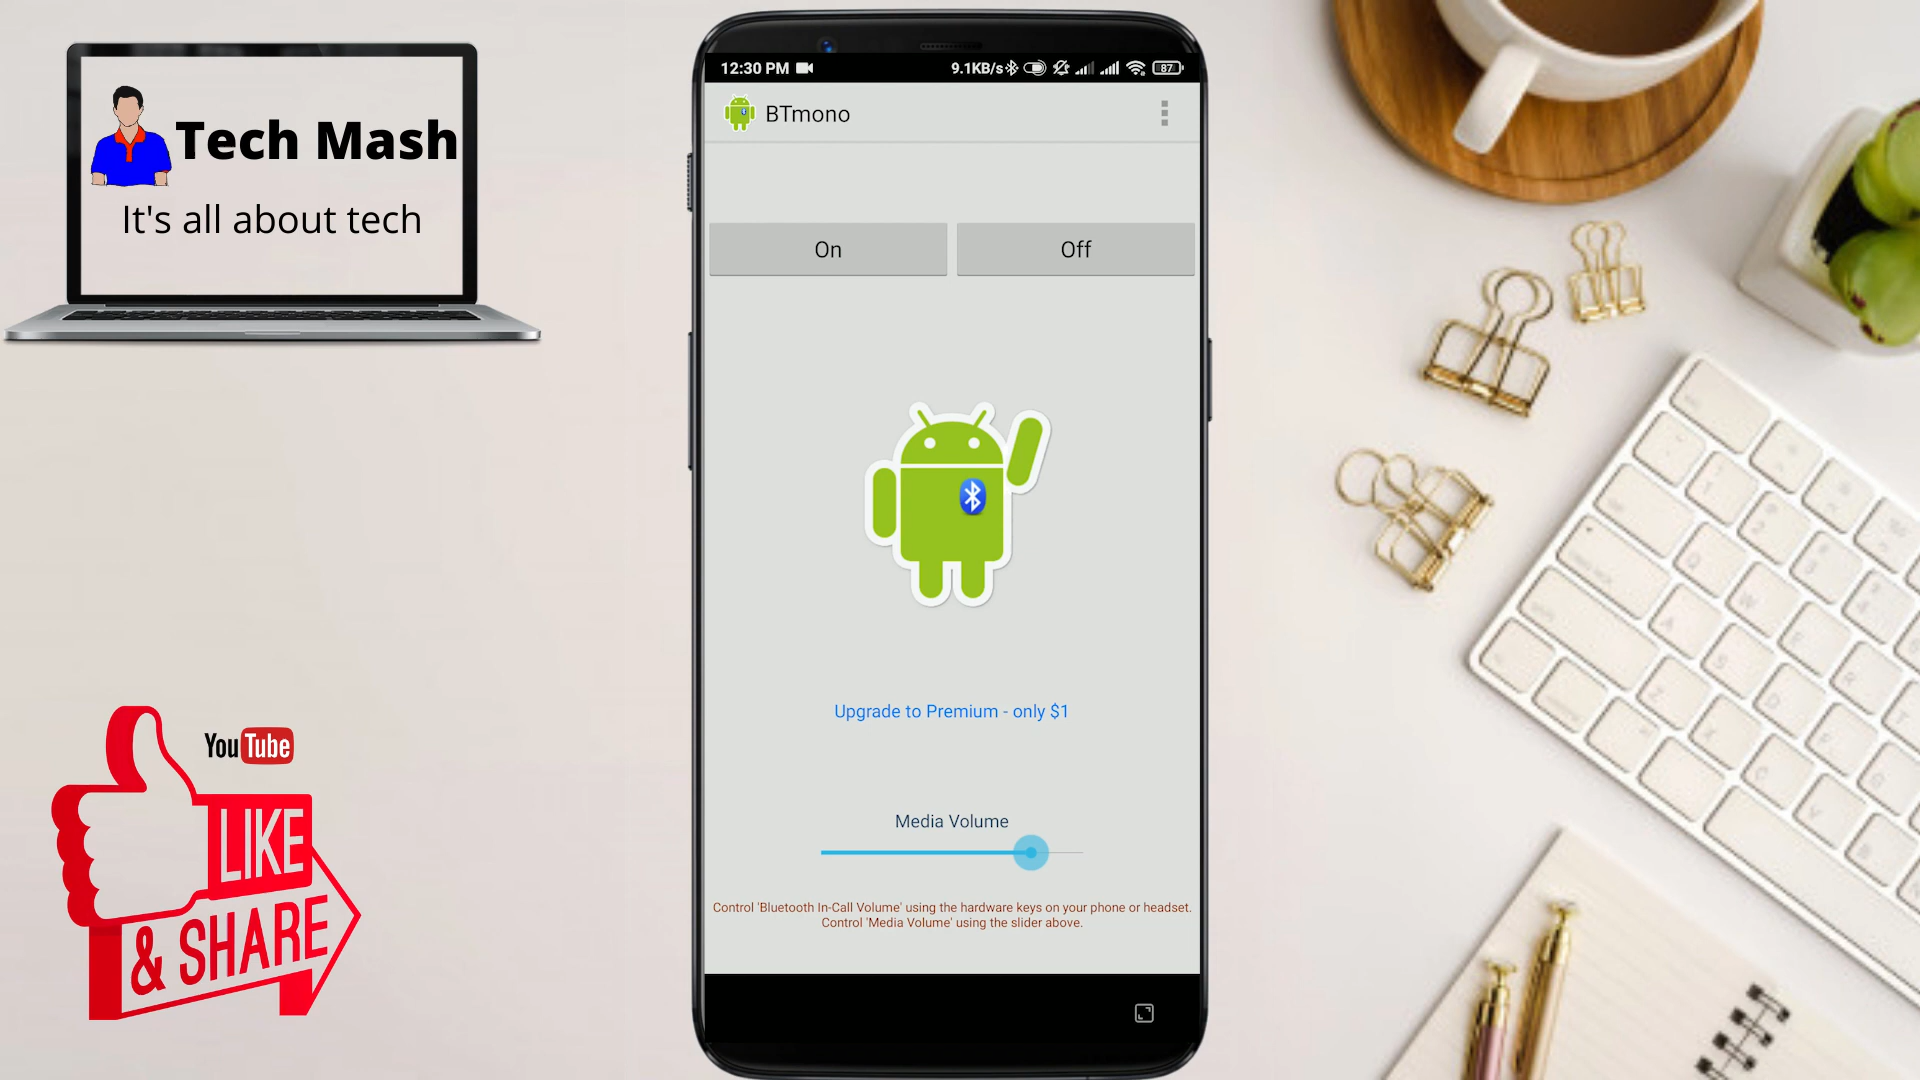 Tech Mash
It's all about tech
YouTube
LIKE
& SHARE
12:30 PM
9.1KB/s
87
BTmono
On
Off
Upgrade to Premium - only $1
Media Volume
Control 'Bluetooth In-Call Volume' using the hardware keys on your phone or headset.
Control 'Media Volume' using the slider above.